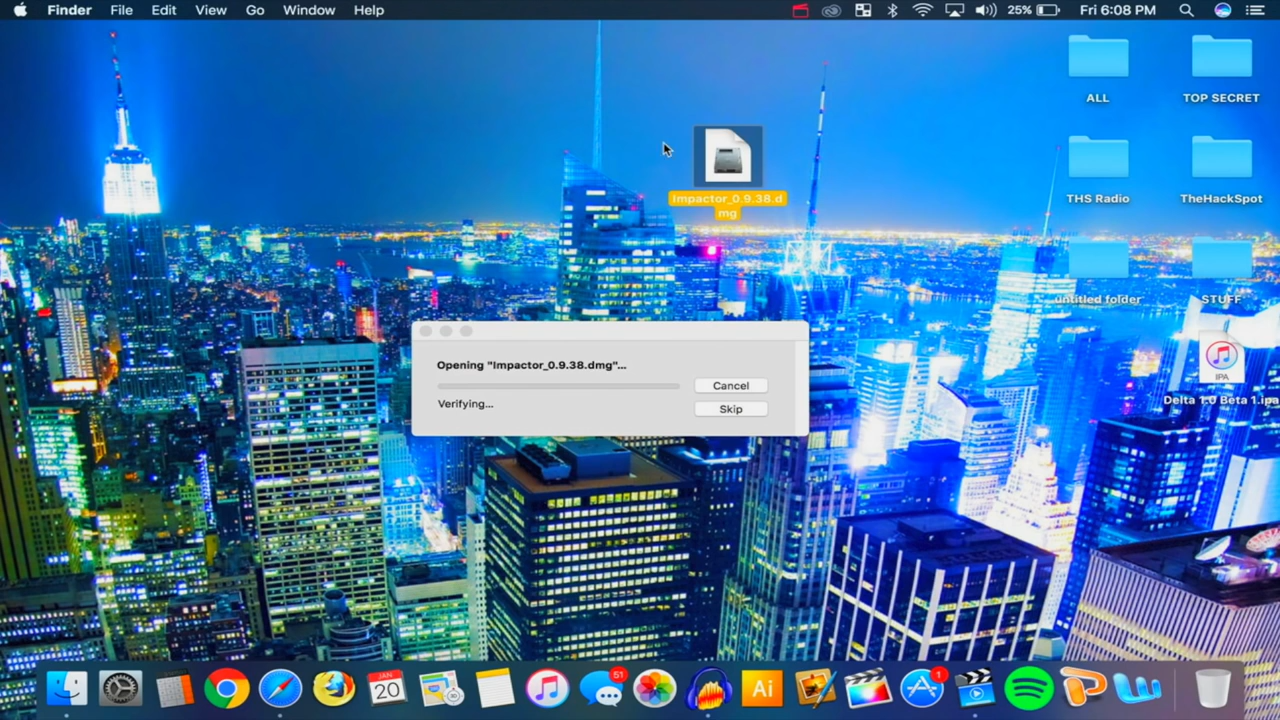 Finder File Edit View Go Window Help 25% Fri 6:08 PM
ALL
TOP SECRET
Impactor_0.9.38.d
mg
THS Radio
TheHackSpot
untitled folder
STUFF
Opening "Impactor_0.9.38.dmg"...
Cancel
Verifying...
Skip
IPA
Delta 1.0 Beta 1.ipa
JAN
20
51
Ai
1